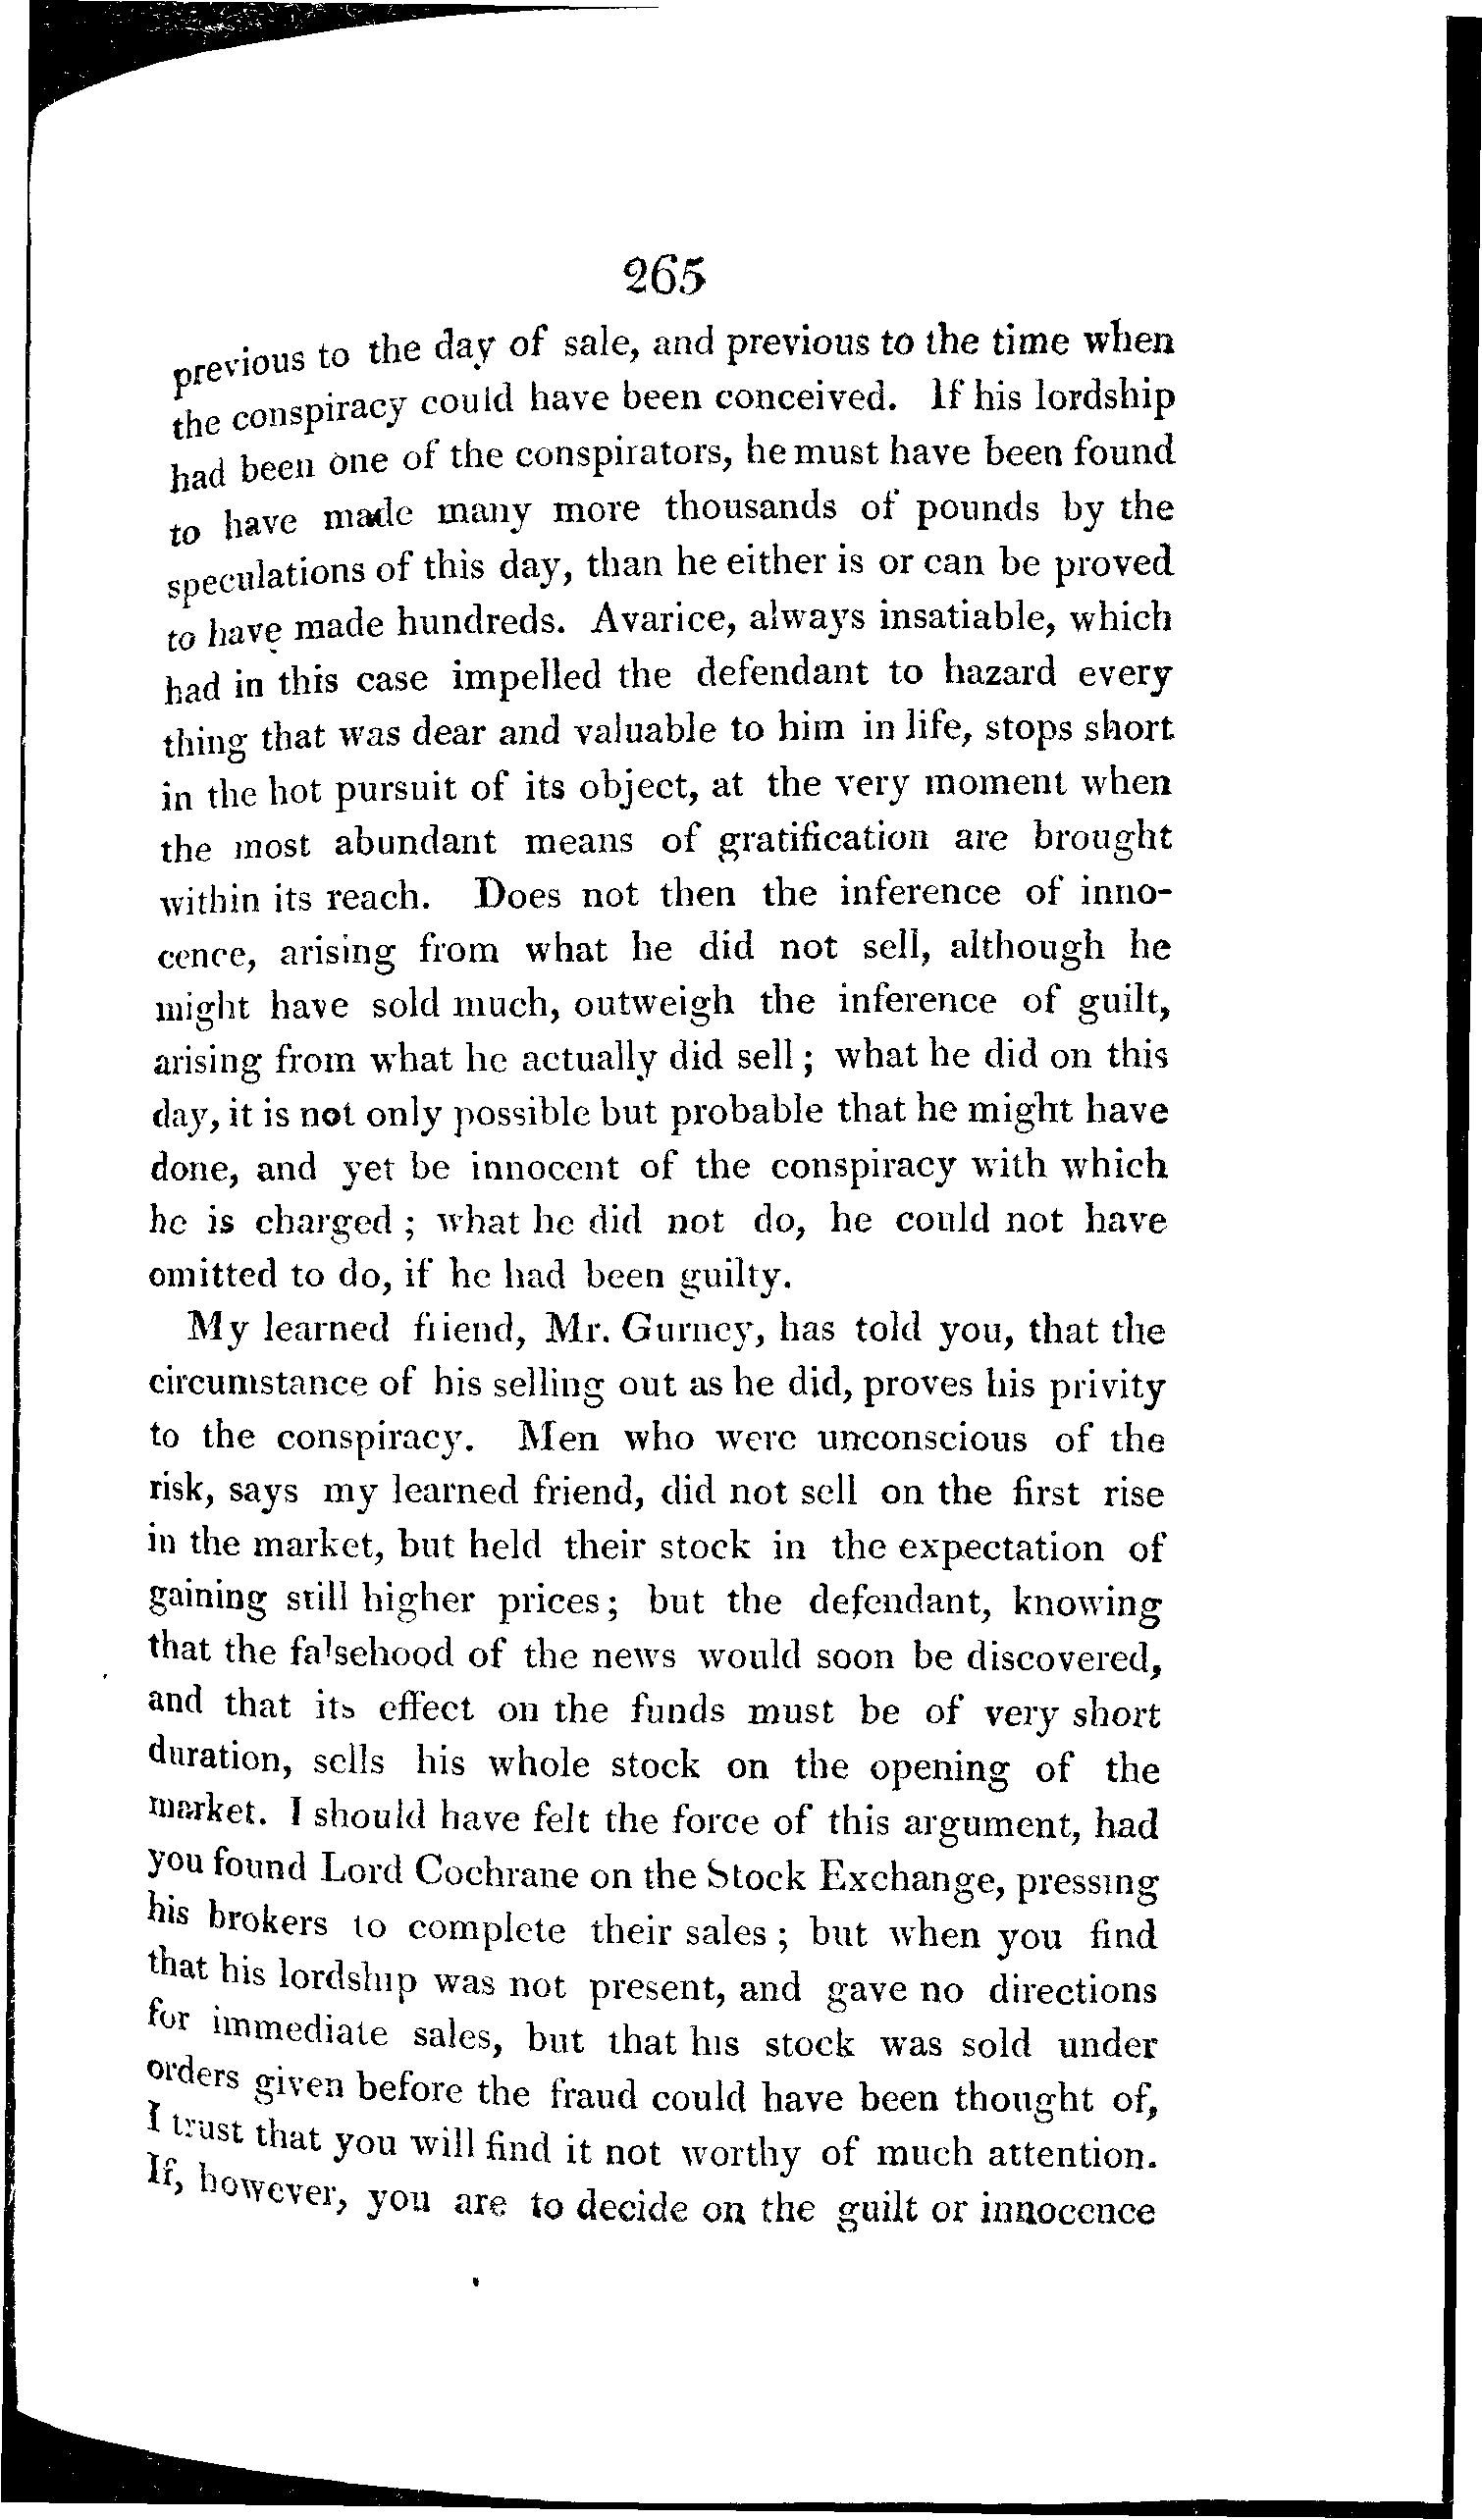 265
previous to the day of sale, and previous to the time when
the conspiracy could have been conceived. If his lordship
had been one of the conspirators, he must have been found
to have made many more thousands of pounds by the
speculations of this day, than he either is or can be proved
to have made hundreds. Avarice, always insatiable, which
had in this case impelled the defendant to hazard every
thing that was dear and valuable to him in life, stops short
in the hot pursuit of its object, at the very moment when
the most abundant means of gratification are brought
within its reach. Does not then the inference of inno-
cence, arising from what he did not sell, although he
might have sold much, outweigh the inference of guilt,
arising from what he actually did sell; what he did on this
day, it is not only possible but probable that he might have
done, and yet be innocent of the conspiracy with which
he is charged; what he did not do, he could not have
omitted to do, if he had been guilty.
My learned friend, Mr. Gurney, has told you, that the
circumstance of his selling out as he did, proves his privity
to the conspiracy. Men who were unconscious of the
risk, says my learned friend, did not sell on the first rise
in the market, but held their stock in the expectation of
gaining still higher prices; but the defendant, knowing
that the falsehood of the news would soon be discovered,
and that its effect on the funds must be of very short
duration, sells his whole stock on the opening of the
market. I should have felt the force of this argument, had
you found Lord Cochrane on the Stock Exchange, pressing
his brokers to complete their sales; but when you find
that his lordship was not present, and gave no directions
for immediate sales, but that his stock was sold under
orders given before the fraud could have been thought of,
I trust that you will find it not worthy of much attention.
If, however, you are to decide on the guilt or innocence